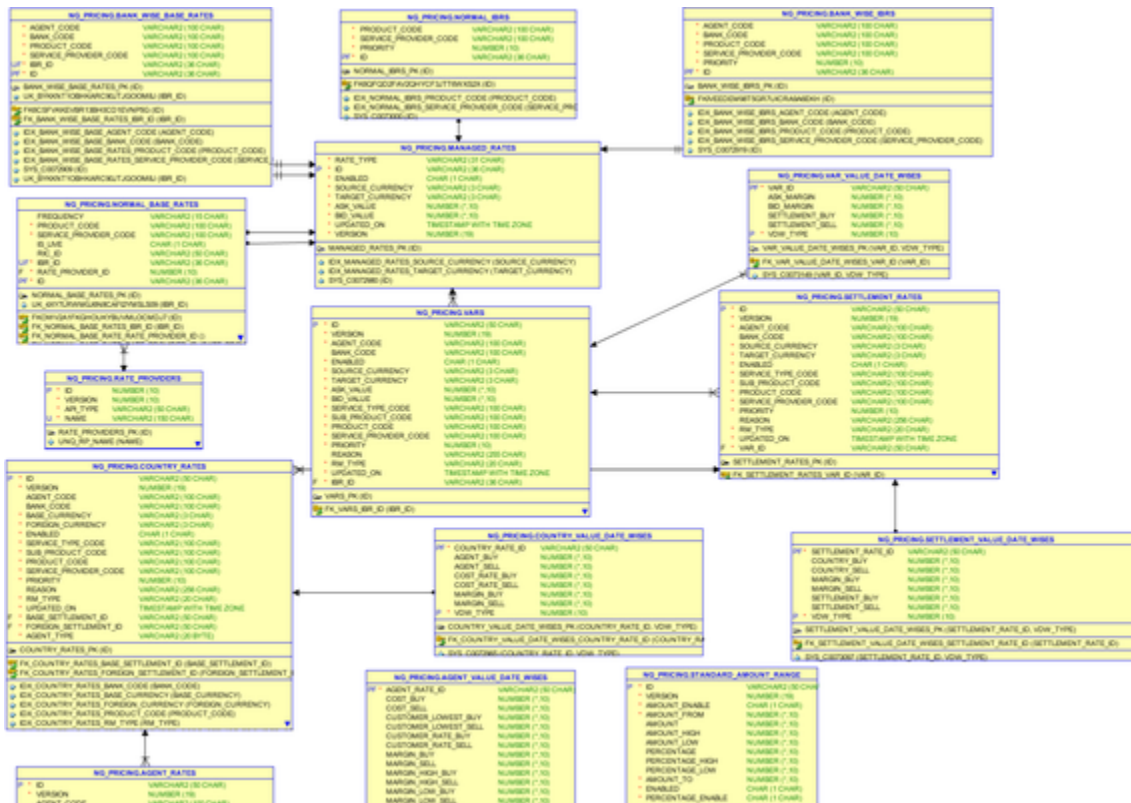 NG_PRICING.BANK_WISE_BASE_RATES
* AGENT_CODE VARCHAR2 (100 CHAR)
* BANK_CODE VARCHAR2 (100 CHAR)
* PRODUCT_CODE VARCHAR2 (100 CHAR)
* SERVICE_PROVIDER_CODE VARCHAR2 (100 CHAR)
UF * IBR_ID VARCHAR2 (36 CHAR)
PF * ID VARCHAR2 (36 CHAR)
BANK_WISE_BASE_RATES_PK (ID)
FK_BANK_WISE_BASE_RATES_IBR_ID (IBR_ID)
IDX_BANK_WISE_BASE_AGENT_CODE (AGENT_CODE)
IDX_BANK_WISE_BASE_BANK_CODE (BANK_CODE)
IDX_BANK_WISE_BASE_RATES_PRODUCT_CODE (PRODUCT_CODE)
IDX_BANK_WISE_BASE_RATES_SERVICE_PROVIDER_CODE (SERVICE_
NG_PRICING.NORMAL_IBRS
* PRODUCT_CODE VARCHAR2 (100 CHAR)
* SERVICE_PROVIDER_CODE VARCHAR2 (100 CHAR)
* PRIORITY NUMBER (10)
PF * ID VARCHAR2 (36 CHAR)
NORMAL_IBRS_PK (ID)
IDX_NORMAL_IBRS_PRODUCT_CODE (PRODUCT_CODE)
IDX_NORMAL_IBRS_SERVICE_PROVIDER_CODE (SERVICE_PRO
NG_PRICING.BANK_WISE_IBRS
* AGENT_CODE VARCHAR2 (100 CHAR)
* BANK_CODE VARCHAR2 (100 CHAR)
* PRODUCT_CODE VARCHAR2 (100 CHAR)
* SERVICE_PROVIDER_CODE VARCHAR2 (100 CHAR)
* PRIORITY NUMBER (10)
PF * ID VARCHAR2 (36 CHAR)
BANK_WISE_IBRS_PK (ID)
IDX_BANK_WISE_IBRS_AGENT_CODE (AGENT_CODE)
IDX_BANK_WISE_IBRS_BANK_CODE (BANK_CODE)
IDX_BANK_WISE_IBRS_PRODUCT_CODE (PRODUCT_CODE)
IDX_BANK_WISE_IBRS_SERVICE_PROVIDER_CODE (SERVICE_PROVIDER_CODE)
NG_PRICING.MANAGED_RATES
* RATE_TYPE VARCHAR2 (31 CHAR)
P * ID VARCHAR2 (36 CHAR)
* ENABLED CHAR (1 CHAR)
* SOURCE_CURRENCY VARCHAR2 (3 CHAR)
* TARGET_CURRENCY VARCHAR2 (3 CHAR)
* ASK_VALUE NUMBER (*,10)
* BID_VALUE NUMBER (*,10)
* UPDATED_ON TIMESTAMP WITH TIME ZONE
* VERSION NUMBER (19)
MANAGED_RATES_PK (ID)
IDX_MANAGED_RATES_SOURCE_CURRENCY (SOURCE_CURRENCY)
IDX_MANAGED_RATES_TARGET_CURRENCY (TARGET_CURRENCY)
NG_PRICING.VAR_VALUE_DATE_WISES
PF * VAR_ID VARCHAR2 (50 CHAR)
ASK_MARGIN NUMBER (*,10)
BID_MARGIN NUMBER (*,10)
SETTLEMENT_BUY NUMBER (*,10)
SETTLEMENT_SELL NUMBER (*,10)
P * VDW_TYPE NUMBER (10)
VAR_VALUE_DATE_WISES_PK (VAR_ID, VDW_TYPE)
FK_VAR_VALUE_DATE_WISES_VAR_ID (VAR_ID)
NG_PRICING.NORMAL_BASE_RATES
FREQUENCY VARCHAR2 (15 CHAR)
* PRODUCT_CODE VARCHAR2 (100 CHAR)
* SERVICE_PROVIDER_CODE VARCHAR2 (100 CHAR)
IS_LIVE CHAR (1 CHAR)
RIC_ID VARCHAR2 (50 CHAR)
UF * IBR_ID VARCHAR2 (36 CHAR)
F * RATE_PROVIDER_ID NUMBER (10)
PF * ID VARCHAR2 (36 CHAR)
NORMAL_BASE_RATES_PK (ID)
FK_NORMAL_BASE_RATES_IBR_ID (IBR_ID)
NG_PRICING.RATE_PROVIDERS
P * ID NUMBER (10)
* VERSION NUMBER (10)
* API_TYPE VARCHAR2 (50 CHAR)
U * NAME VARCHAR2 (100 CHAR)
RATE_PROVIDERS_PK (ID)
UNQ_RP_NAME (NAME)
NG_PRICING.VARS
P * ID VARCHAR2 (50 CHAR)
* VERSION NUMBER (19)
AGENT_CODE VARCHAR2 (100 CHAR)
BANK_CODE VARCHAR2 (100 CHAR)
* ENABLED CHAR (1 CHAR)
* SOURCE_CURRENCY VARCHAR2 (3 CHAR)
* TARGET_CURRENCY VARCHAR2 (3 CHAR)
* ASK_VALUE NUMBER (*,10)
* BID_VALUE NUMBER (*,10)
* SERVICE_TYPE_CODE VARCHAR2 (100 CHAR)
* SUB_PRODUCT_CODE VARCHAR2 (100 CHAR)
* PRODUCT_CODE VARCHAR2 (100 CHAR)
* SERVICE_PROVIDER_CODE VARCHAR2 (100 CHAR)
* PRIORITY NUMBER (10)
REASON
* RM_TYPE VARCHAR2 (20 CHAR)
* UPDATED_ON TIMESTAMP WITH TIME ZONE
F * IBR_ID VARCHAR2 (36 CHAR)
VARS_PK (ID)
FK_VARS_IBR_ID (IBR_ID)
NG_PRICING.SETTLEMENT_RATES
P * ID VARCHAR2 (50 CHAR)
* VERSION NUMBER (19)
AGENT_CODE VARCHAR2 (100 CHAR)
BANK_CODE VARCHAR2 (100 CHAR)
* SOURCE_CURRENCY VARCHAR2 (3 CHAR)
* TARGET_CURRENCY VARCHAR2 (3 CHAR)
* ENABLED CHAR (1 CHAR)
* SERVICE_TYPE_CODE VARCHAR2 (100 CHAR)
* SUB_PRODUCT_CODE VARCHAR2 (100 CHAR)
* PRODUCT_CODE VARCHAR2 (100 CHAR)
* SERVICE_PROVIDER_CODE VARCHAR2 (100 CHAR)
* PRIORITY NUMBER (10)
REASON
* RM_TYPE VARCHAR2 (20 CHAR)
* UPDATED_ON TIMESTAMP WITH TIME ZONE
F * VAR_ID VARCHAR2 (50 CHAR)
SETTLEMENT_RATES_PK (ID)
FK_SETTLEMENT_RATES_VAR_ID (VAR_ID)
NG_PRICING.COUNTRY_RATES
P * ID VARCHAR2 (50 CHAR)
* VERSION NUMBER (19)
AGENT_CODE VARCHAR2 (100 CHAR)
BANK_CODE VARCHAR2 (100 CHAR)
* BASE_CURRENCY VARCHAR2 (3 CHAR)
* FOREIGN_CURRENCY VARCHAR2 (3 CHAR)
* ENABLED CHAR (1 CHAR)
* SERVICE_TYPE_CODE VARCHAR2 (100 CHAR)
* SUB_PRODUCT_CODE VARCHAR2 (100 CHAR)
* PRODUCT_CODE VARCHAR2 (100 CHAR)
* SERVICE_PROVIDER_CODE VARCHAR2 (100 CHAR)
* PRIORITY NUMBER (10)
REASON
* RM_TYPE VARCHAR2 (20 CHAR)
* UPDATED_ON TIMESTAMP WITH TIME ZONE
F * BASE_SETTLEMENT_ID VARCHAR2 (50 CHAR)
F * FOREIGN_SETTLEMENT_ID VARCHAR2 (50 CHAR)
* AGENT_TYPE VARCHAR2 (20 BYTE)
COUNTRY_RATES_PK (ID)
FK_COUNTRY_RATES_BASE_SETTLEMENT_ID (BASE_SETTLEMENT_ID)
FK_COUNTRY_RATES_FOREIGN_SETTLEMENT_ID (FOREIGN_SETTLEMENT_I
IDX_COUNTRY_RATES_BANK_CODE (BANK_CODE)
IDX_COUNTRY_RATES_BASE_CURRENCY (BASE_CURRENCY)
IDX_COUNTRY_RATES_FOREIGN_CURRENCY (FOREIGN_CURRENCY)
IDX_COUNTRY_RATES_PRODUCT_CODE (PRODUCT_CODE)
IDX_COUNTRY_RATES_RM_TYPE (RM_TYPE)
NG_PRICING.COUNTRY_VALUE_DATE_WISES
PF * COUNTRY_RATE_ID VARCHAR2 (50 CHAR)
AGENT_BUY NUMBER (*,10)
AGENT_SELL NUMBER (*,10)
COST_RATE_BUY NUMBER (*,10)
COST_RATE_SELL NUMBER (*,10)
MARGIN_BUY NUMBER (*,10)
MARGIN_SELL NUMBER (*,10)
P * VDW_TYPE NUMBER (10)
COUNTRY_VALUE_DATE_WISES_PK (COUNTRY_RATE_ID, VDW_TYPE)
FK_COUNTRY_VALUE_DATE_WISES_COUNTRY_RATE_ID (COUNTRY_RA
NG_PRICING.SETTLEMENT_VALUE_DATE_WISES
PF * SETTLEMENT_RATE_ID VARCHAR2 (50 CHAR)
COUNTRY_BUY NUMBER (*,10)
COUNTRY_SELL NUMBER (*,10)
MARGIN_BUY NUMBER (*,10)
MARGIN_SELL NUMBER (*,10)
SETTLEMENT_BUY NUMBER (*,10)
SETTLEMENT_SELL NUMBER (*,10)
P * VDW_TYPE NUMBER (10)
SETTLEMENT_VALUE_DATE_WISES_PK (SETTLEMENT_RATE_ID, VDW_TYPE)
FK_SETTLEMENT_VALUE_DATE_WISES_SETTLEMENT_RATE_ID (SETTLEMENT_RATE_ID)
NG_PRICING.AGENT_VALUE_DATE_WISES
PF * AGENT_RATE_ID VARCHAR2 (50 CHAR)
COST_BUY NUMBER (*,10)
COST_SELL NUMBER (*,10)
CUSTOMER_LOWEST_BUY NUMBER (*,10)
CUSTOMER_LOWEST_SELL NUMBER (*,10)
CUSTOMER_RATE_BUY NUMBER (*,10)
CUSTOMER_RATE_SELL NUMBER (*,10)
MARGIN_BUY NUMBER (*,10)
MARGIN_SELL NUMBER (*,10)
MARGIN_HIGH_BUY NUMBER (*,10)
MARGIN_HIGH_SELL NUMBER (*,10)
MARGIN_LOW_BUY NUMBER (*,10)
MARGIN_LOW_SELL NUMBER (*,10)
NG_PRICING.STANDARD_AMOUNT_RANGE
P * ID VARCHAR2 (50 CHAR)
* VERSION NUMBER (19)
* AMOUNT_ENABLE CHAR (1 CHAR)
* AMOUNT_FROM NUMBER (*,10)
AMOUNT NUMBER (*,10)
AMOUNT_HIGH NUMBER (*,10)
AMOUNT_LOW NUMBER (*,10)
PERCENTAGE NUMBER (*,10)
PERCENTAGE_HIGH NUMBER (*,10)
PERCENTAGE_LOW NUMBER (*,10)
* AMOUNT_TO NUMBER (*,10)
* ENABLED CHAR (1 CHAR)
* PERCENTAGE_ENABLE CHAR (1 CHAR)
NG_PRICING.AGENT_RATES
P * ID VARCHAR2 (50 CHAR)
* VERSION NUMBER (19)